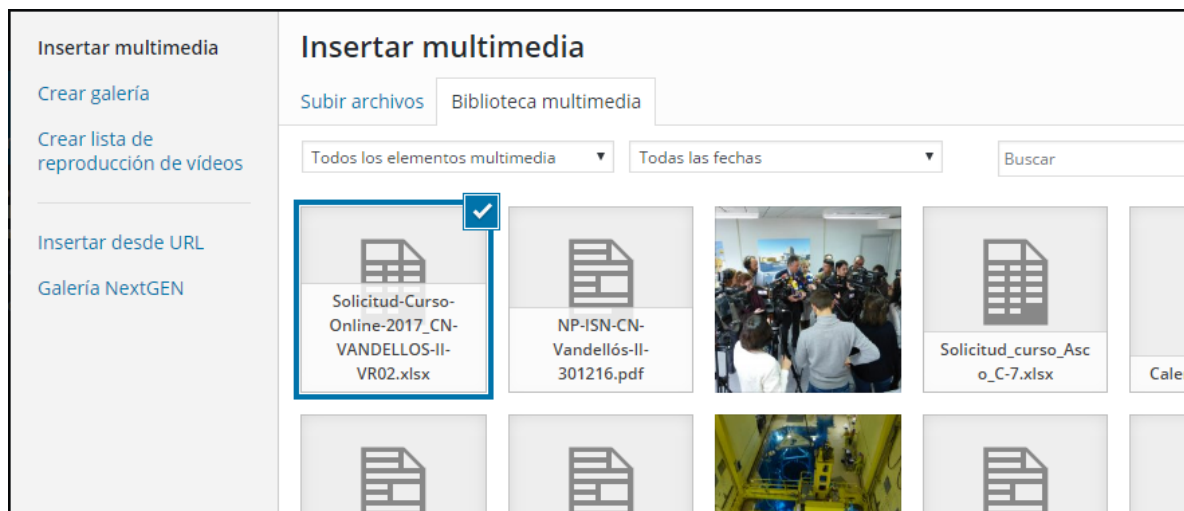 Insertar multimedia
Crear galería
Crear lista de
reproducción de vídeos
Insertar desde URL
Galería NextGEN
Insertar multimedia
Subir archivos
Biblioteca multimedia
Todos los elementos multimedia
Todas las fechas
Buscar
Solicitud-Curso-
Online-2017_CN-
VANDELLOS-II-
VR02.xlsx
NP-ISN-CN-
Vandellós-II-
301216.pdf
Solicitud_curso_Asc
o_C-7.xlsx